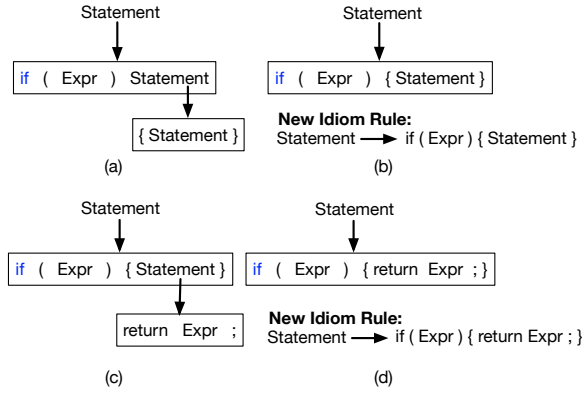 Statement
if ( Expr ) Statement
{ Statement }
(a)
Statement
if ( Expr ) { Statement }
New Idiom Rule:
Statement if ( Expr ) { Statement }
(b)
Statement
if ( Expr ) { Statement }
return Expr ;
(c)
Statement
if ( Expr ) { return Expr ; }
New Idiom Rule:
Statement if ( Expr ) { return Expr ; }
(d)